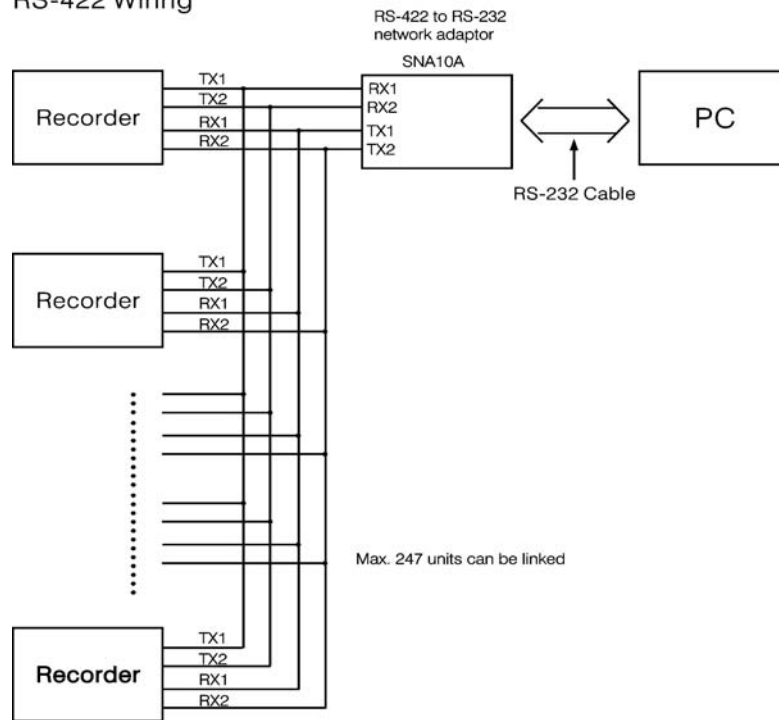 RS-422 Wiring
RS-422 to RS-232
network adaptor
SNA10A
Recorder
TX1
TX2
RX1
RX2
RX1
RX2
TX1
TX2
PC
RS-232 Cable
Recorder
TX1
TX2
RX1
RX2
Max. 247 units can be linked
Recorder
TX1
TX2
RX1
RX2